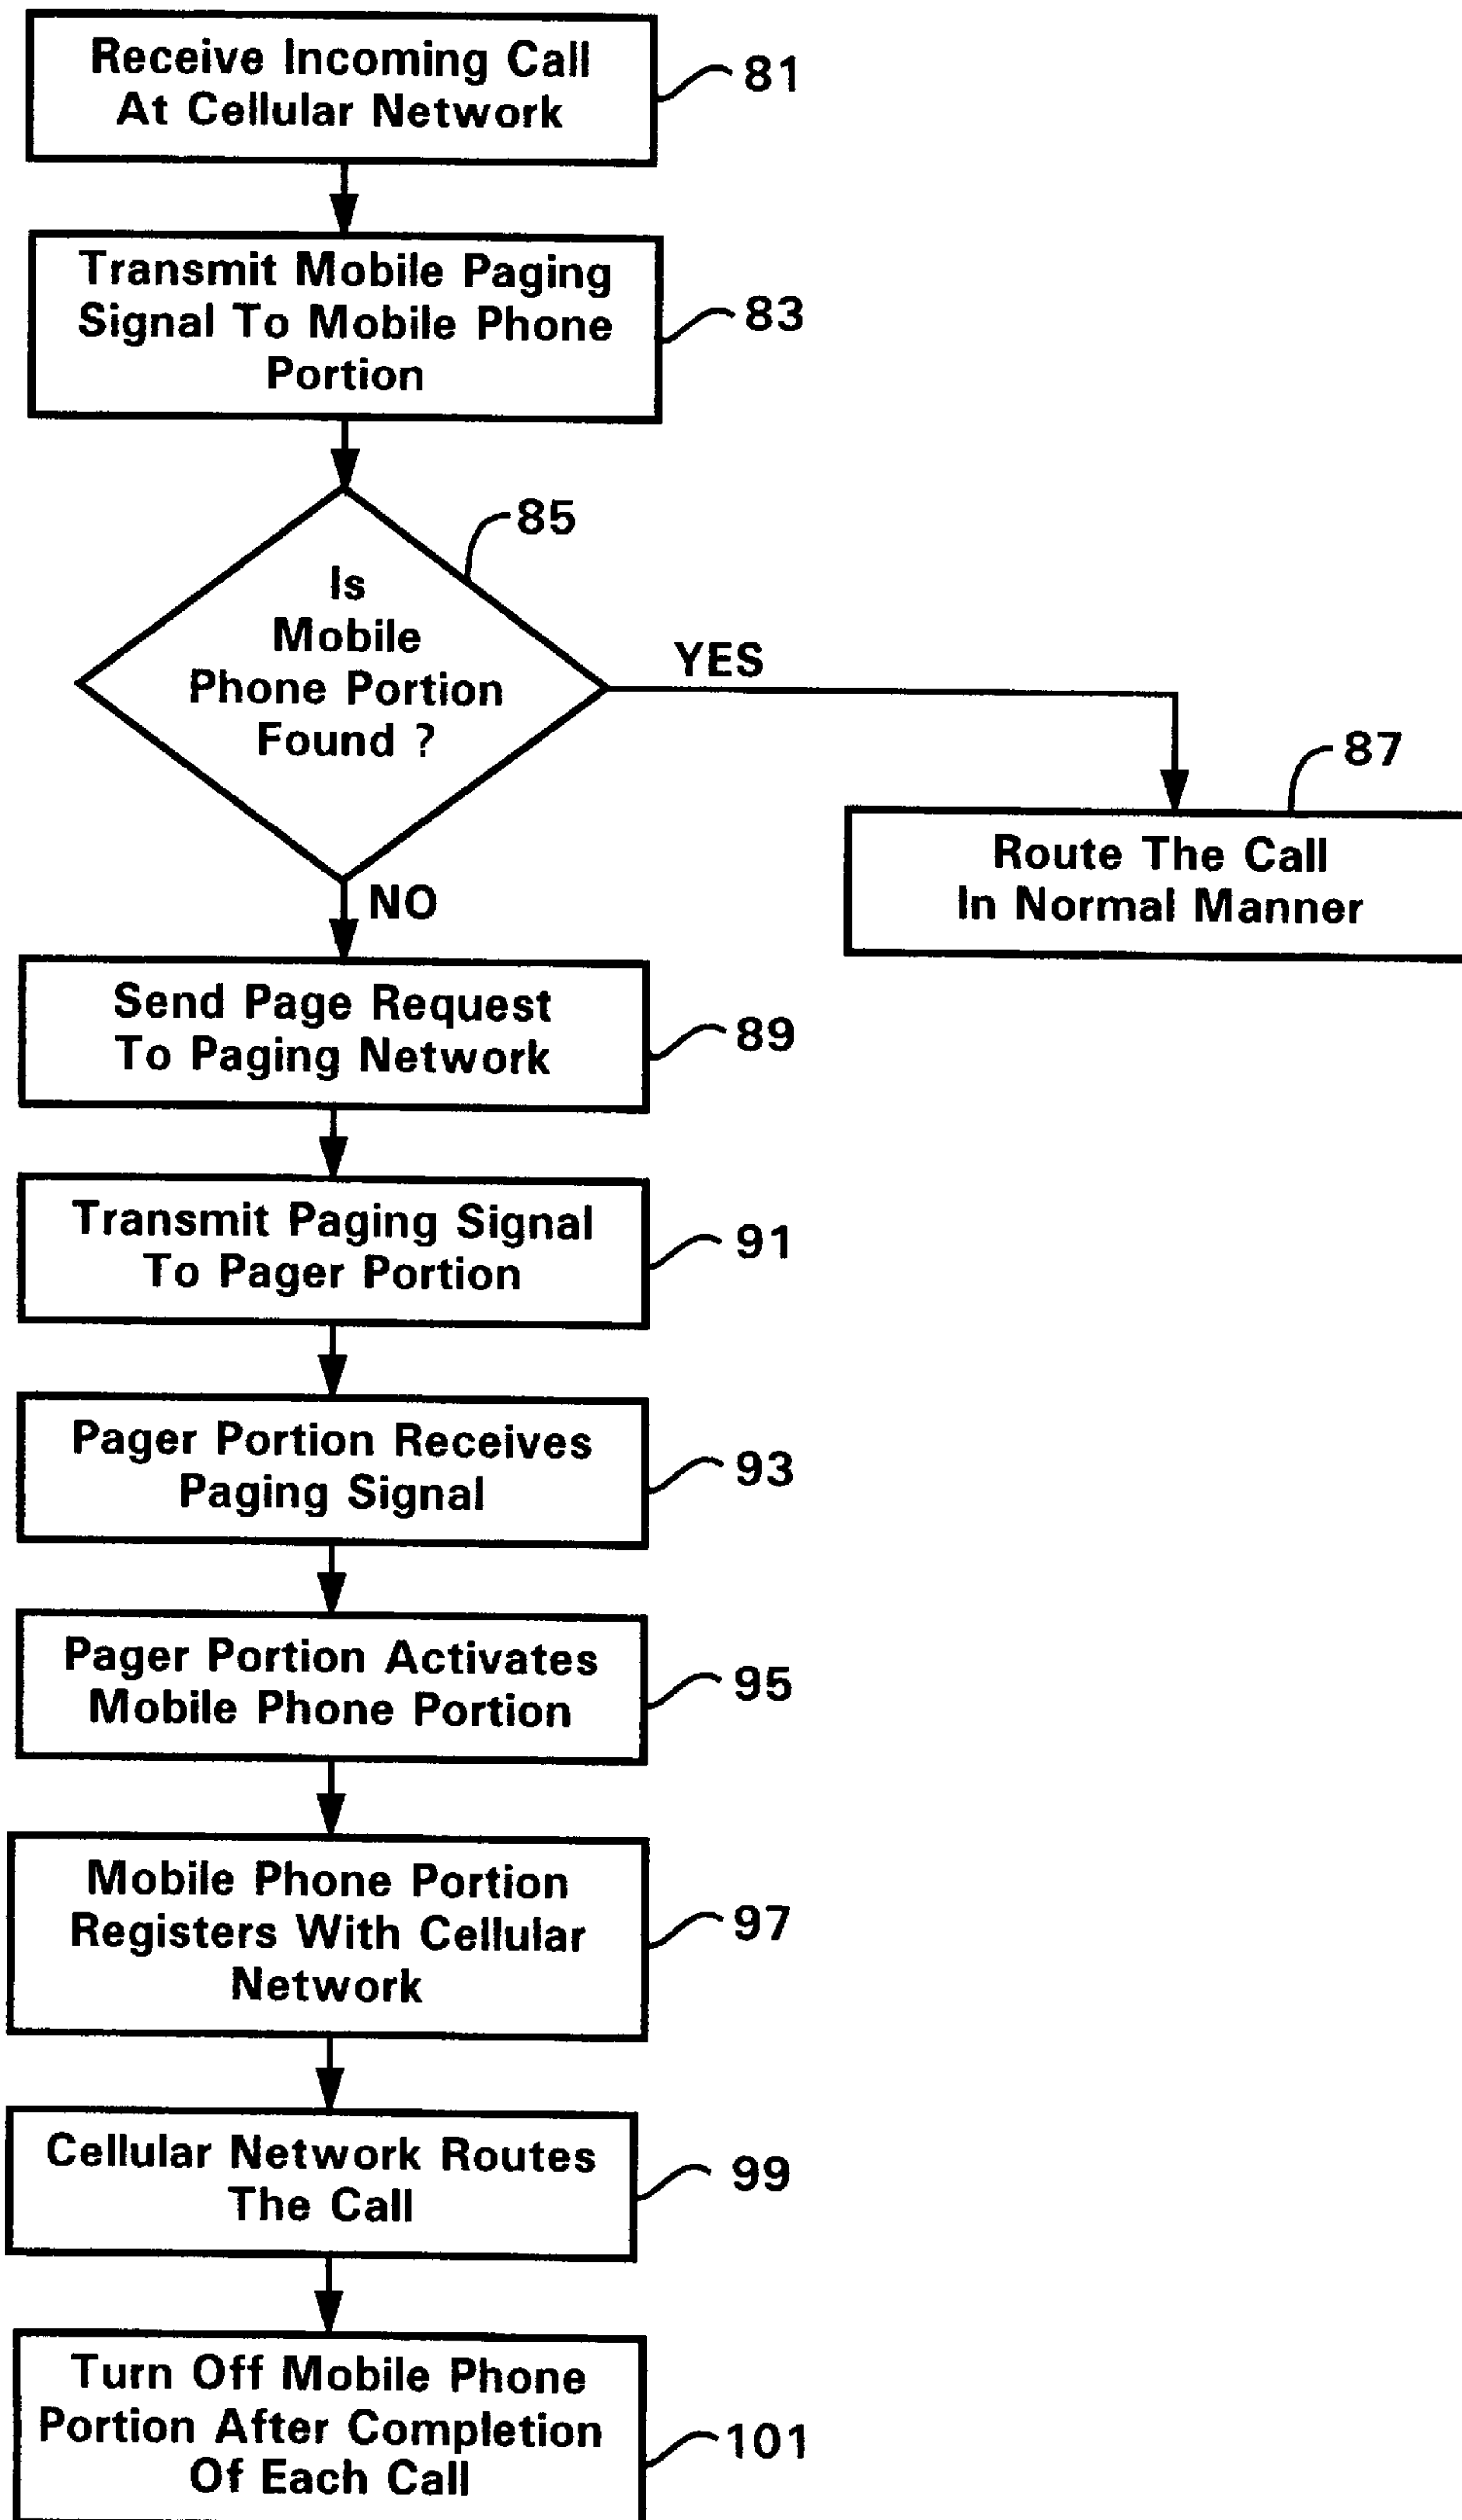 Receive Incoming Call
At Cellular Network
81
Transmit Mobile Paging
Signal To Mobile Phone
Portion
83
85
Is
Mobile
Phone Portion
Found ?
YES
87
Route The Call
In Normal Manner
NO
Send Page Request
To Paging Network
89
Transmit Paging Signal
To Pager Portion
91
Pager Portion Receives
Paging Signal
93
Pager Portion Activates
Mobile Phone Portion
95
Mobile Phone Portion
Registers With Cellular
Network
97
Cellular Network Routes
The Call
99
Turn Off Mobile Phone
Portion After Completion
Of Each Call
101